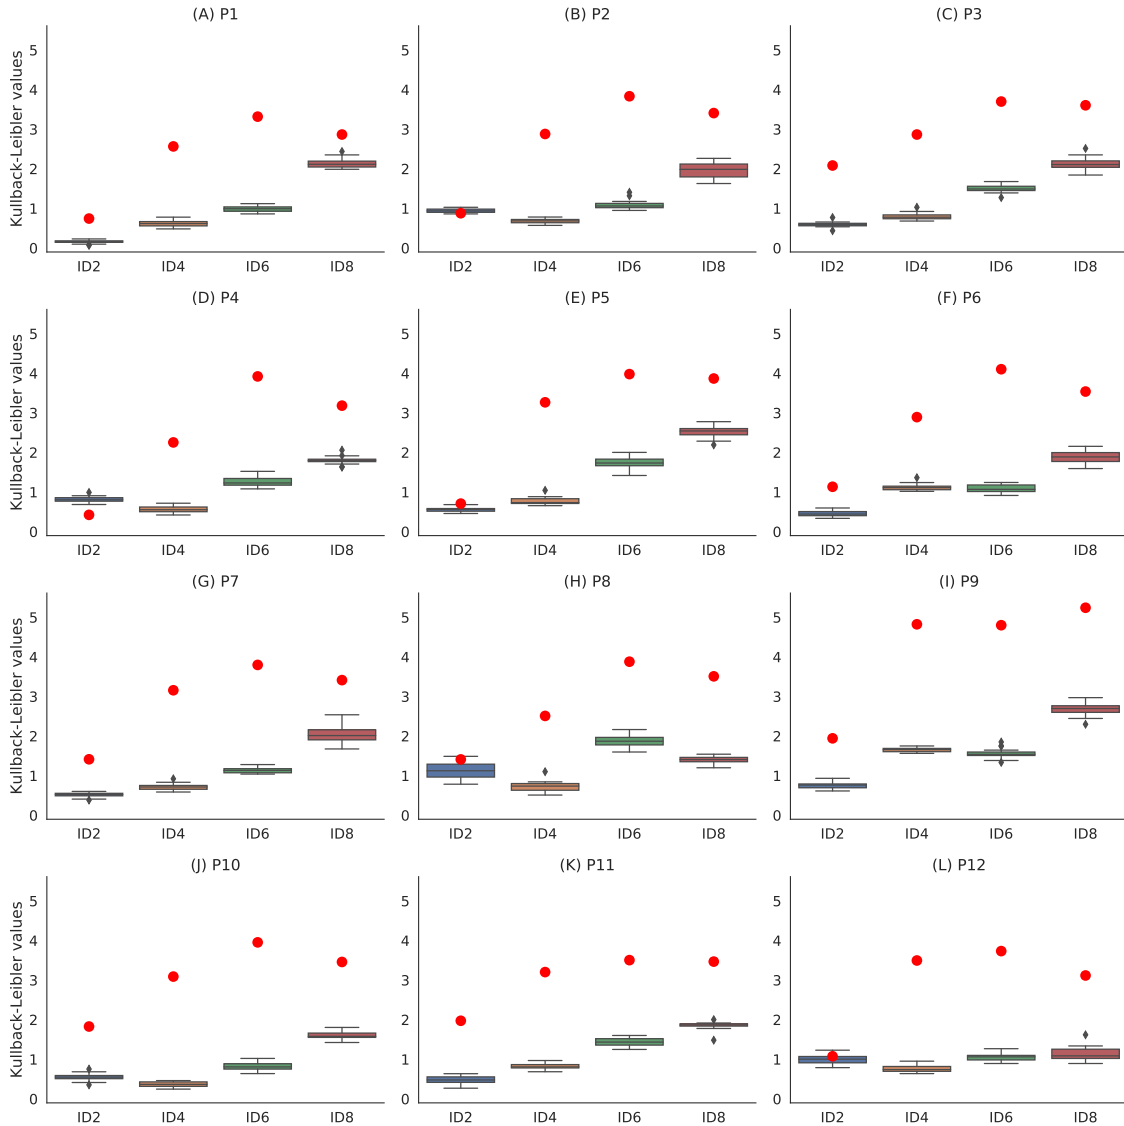 (A) P1
(B) P2
(C) P3
Kullback-Leibler values
5
4
3
2
1
0
5
4
3
2
1
0
5
4
3
2
1
0
ID2 ID4 ID6 ID8
ID2 ID4 ID6 ID8
ID2 ID4 ID6 ID8
(D) P4
(E) P5
(F) P6
Kullback-Leibler values
5
4
3
2
1
0
5
4
3
2
1
0
5
4
3
2
1
0
ID2 ID4 ID6 ID8
ID2 ID4 ID6 ID8
ID2 ID4 ID6 ID8
(G) P7
(H) P8
(I) P9
Kullback-Leibler values
5
4
3
2
1
0
5
4
3
2
1
0
5
4
3
2
1
0
ID2 ID4 ID6 ID8
ID2 ID4 ID6 ID8
ID2 ID4 ID6 ID8
(J) P10
(K) P11
(L) P12
Kullback-Leibler values
5
4
3
2
1
0
5
4
3
2
1
0
5
4
3
2
1
0
ID2 ID4 ID6 ID8
ID2 ID4 ID6 ID8
ID2 ID4 ID6 ID8